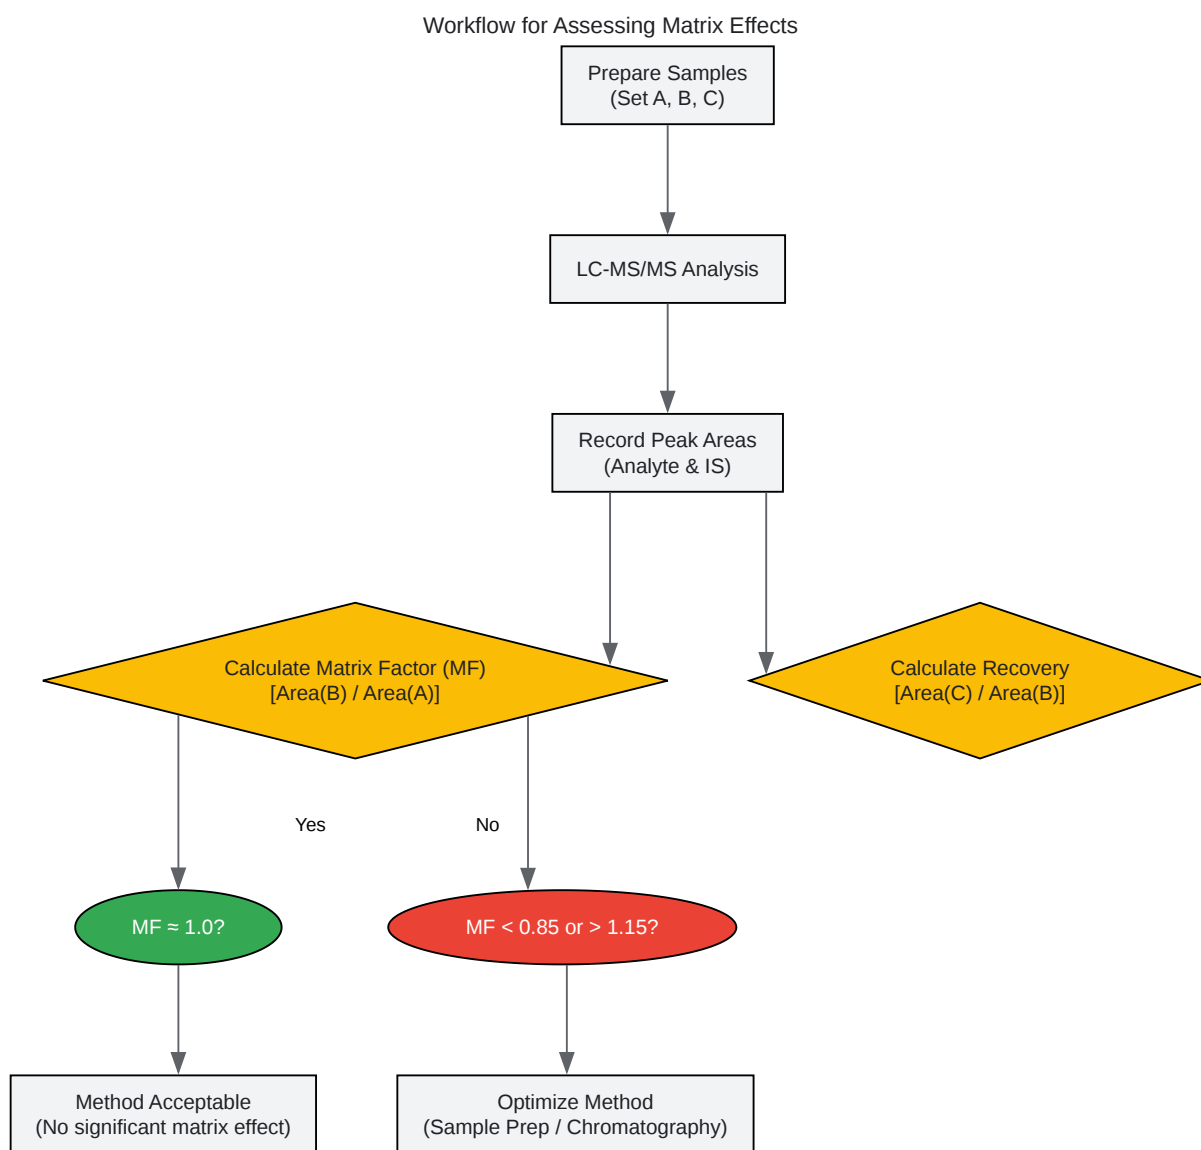 Workflow for Assessing Matrix Effects
Prepare Samples
(Set A, B, C)
LC-MS/MS Analysis
Record Peak Areas
(Analyte & IS)
Calculate Matrix Factor (MF)
[Area(B) / Area(A)]
Calculate Recovery
[Area(C) / Area(B)]
Yes
No
MF ≈ 1.0?
MF < 0.85 or > 1.15?
Method Acceptable
(No significant matrix effect)
Optimize Method
(Sample Prep / Chromatography)